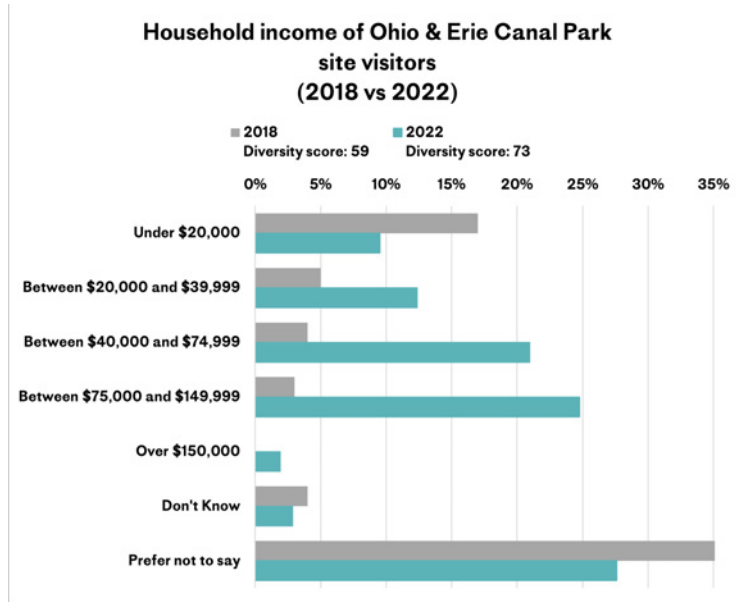 Household income of Ohio & Erie Canal Park
site visitors
(2018 vs 2022)
2018
Diversity score: 59
2022
Diversity score: 73
0% 5% 10% 15% 20% 25% 30% 35%
Under $20,000
Between $20,000 and $39,999
Between $40,000 and $74,999
Between $75,000 and $149,999
Over $150,000
Don't Know
Prefer not to say